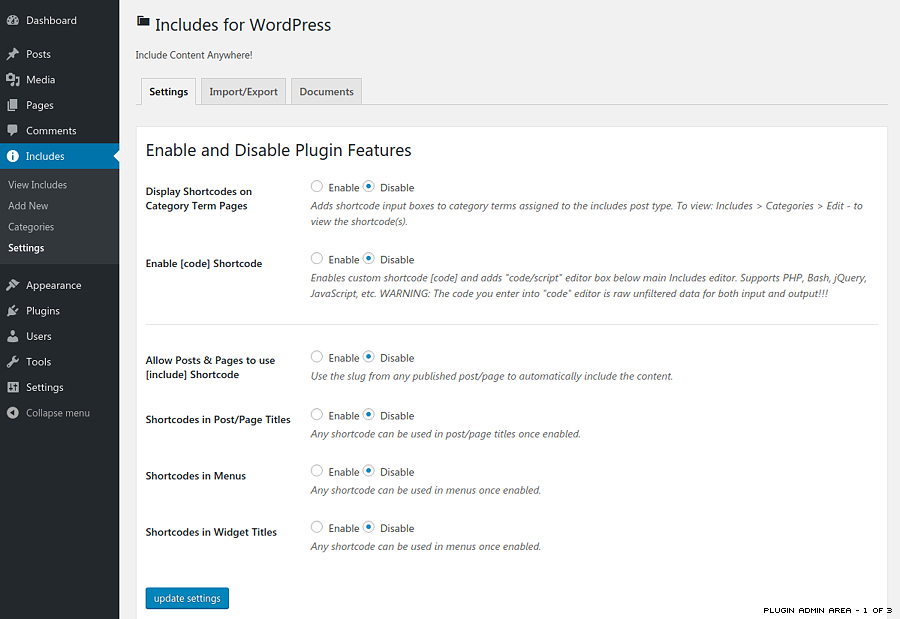 Dashboard
Posts
Media
Pages
Comments
Includes
View Includes
Add New
Categories
Settings
Appearance
Plugins
Users
Tools
Settings
Collapse menu
Includes for WordPress
Include Content Anywhere!
Settings Import/Export Documents
Enable and Disable Plugin Features
Display Shortcodes on
Category Term Pages
Enable Disable
Adds shortcode input boxes to category terms assigned to the includes post type. To view: Includes > Categories > Edit - to
view the shortcode(s).
Enable [code] Shortcode
Enable Disable
Enables custom shortcode [code] and adds "code/script" editor box below main Includes editor. Supports PHP, Bash, jQuery,
JavaScript, etc. WARNING: The code you enter into "code" editor is raw unfiltered data for both input and output!!!
Allow Posts & Pages to use
[include] Shortcode
Enable Disable
Use the slug from any published post/page to automatically include the content.
Shortcodes in Post/Page Titles
Enable Disable
Any shortcode can be used in post/page titles once enabled.
Shortcodes in Menus
Enable Disable
Any shortcode can be used in menus once enabled.
Shortcodes in Widget Titles
Enable Disable
Any shortcode can be used in menus once enabled.
update settings
PLUGIN ADMIN AREA - 1 OF 3